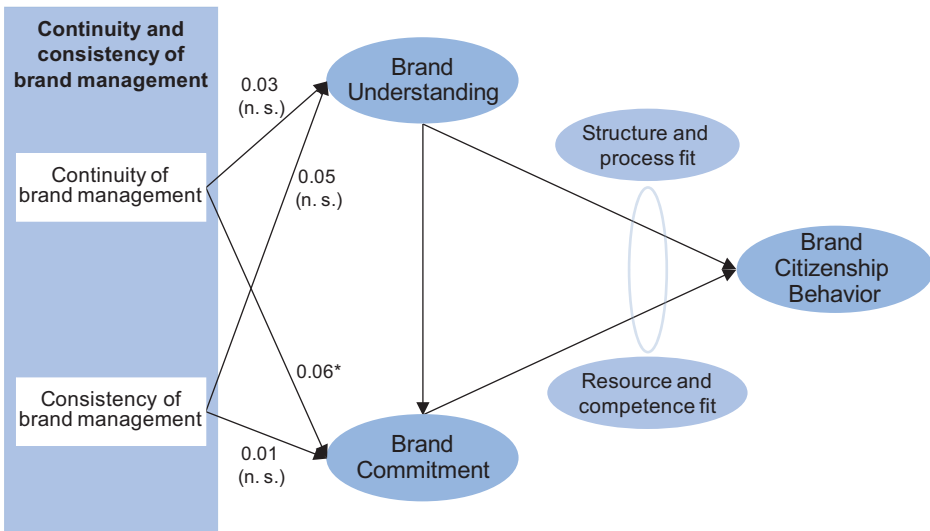 Continuity and
consistency of
brand management
Continuity of
brand management
Consistency of
brand management
0.03
(n. s.)
0.05
(n. s.)
0.06*
0.01
(n. s.)
Brand
Understanding
Brand
Commitment
Structure and
process fit
Resource and
competence fit
Brand
Citizenship
Behavior